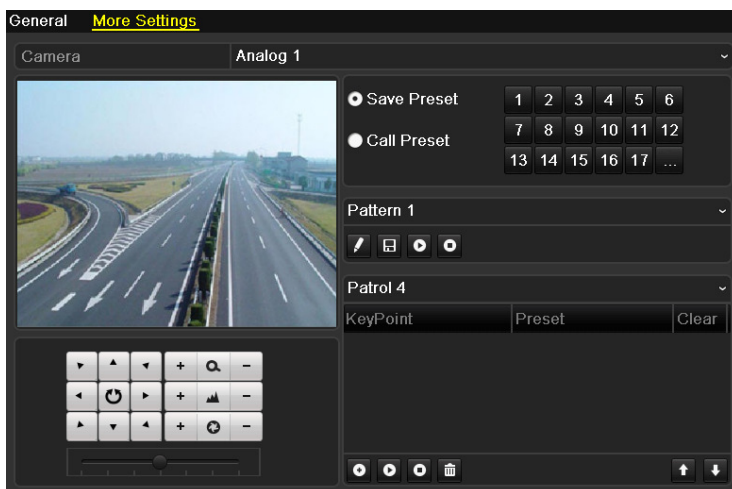 General More Settings
Camera Analog 1
Save Preset 1 2 3 4 5 6
Call Preset 7 8 9 10 11 12
13 14 15 16 17 ...
Pattern 1
Patrol 4
KeyPoint Preset Clear
+ -
+ -
+ -